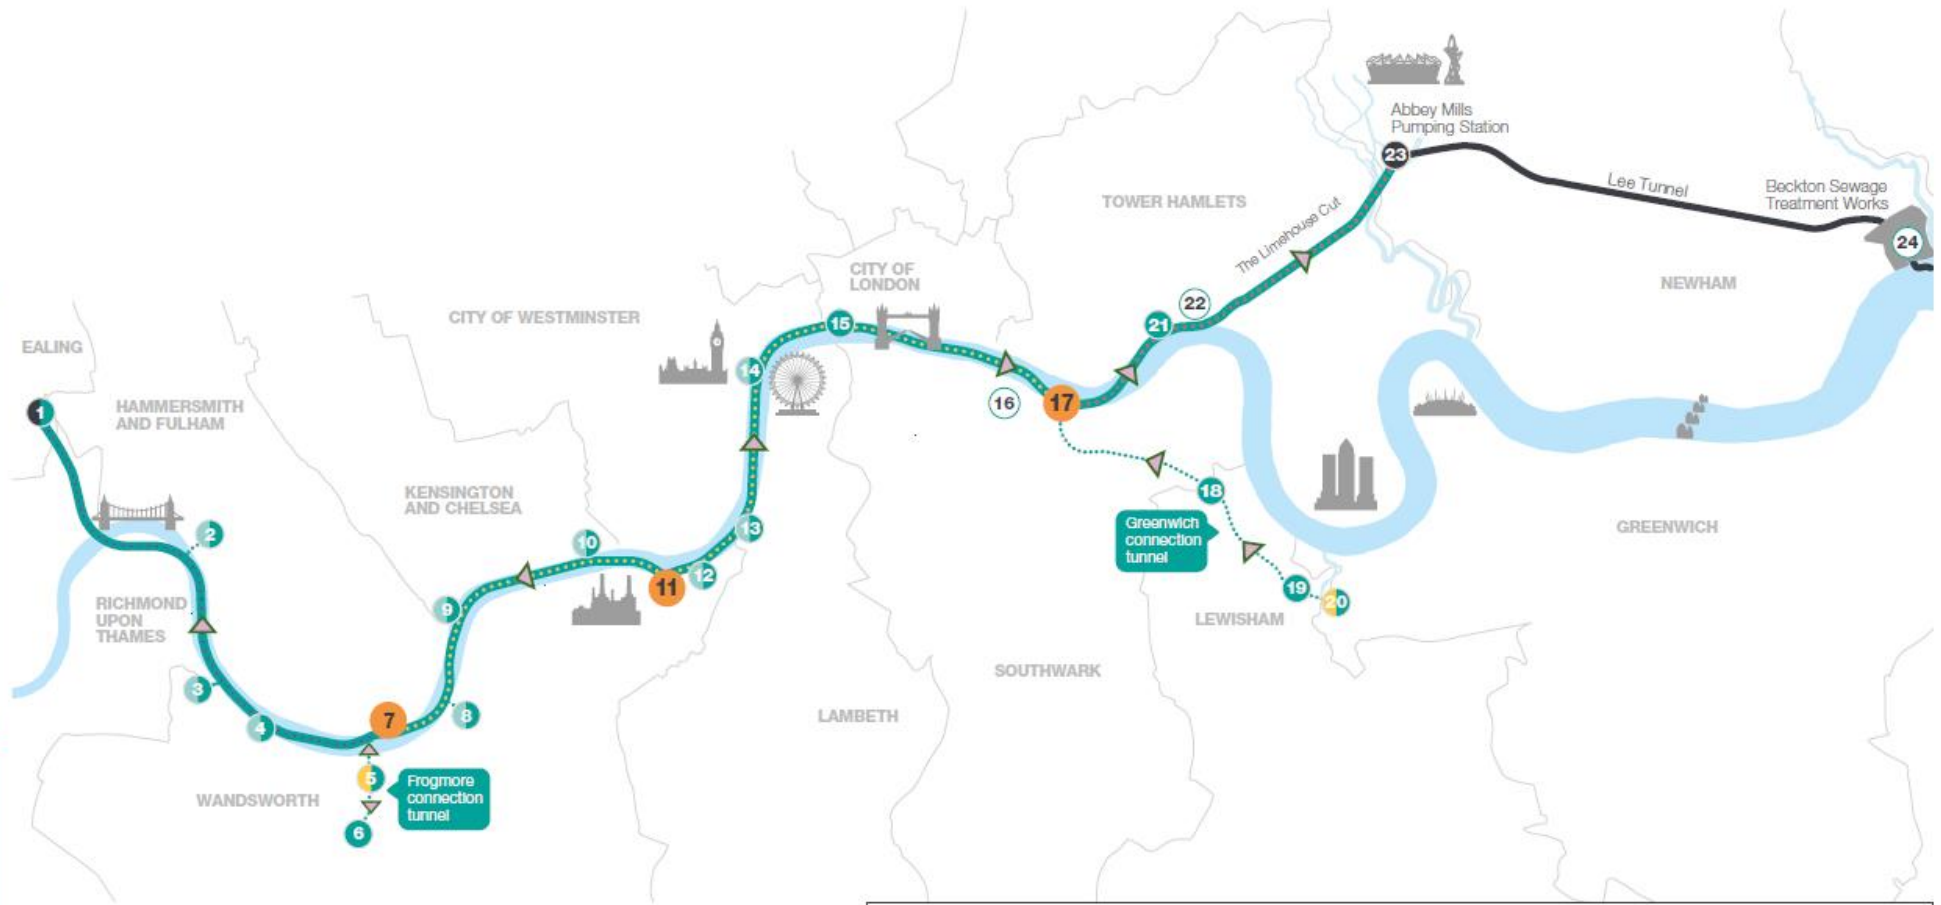 Abbey Mills
Pumping Station
23
Lee Tunnel
Beckton Sewage
Treatment Works
24
TOWER HAMLETS
The Limehouse Cut
CITY OF
LONDON
NEWHAM
22
21
CITY OF WESTMINSTER
15
EALING
14
1
HAMMERSMITH
AND FULHAM
16
17
KENSINGTON
AND CHELSEA
18
Greenwich
connection
tunnel
GREENWICH
2
10
13
12
11
19
20
RICHMOND
UPON
THAMES
9
LEWISHAM
SOUTHWARK
3
4
7
8
LAMBETH
5
Frogmore
connection
tunnel
WANDSWORTH
6